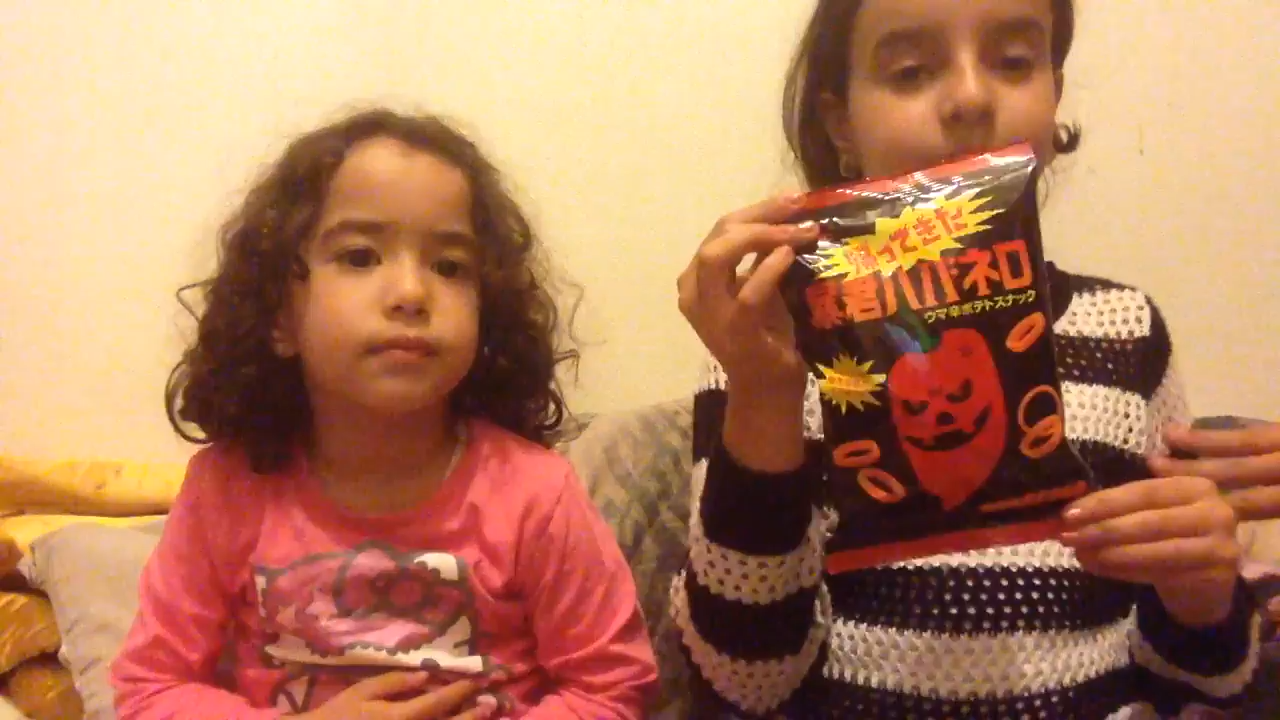 帰ってきた
暴君ハバネロ
ウマ辛ポテトスナック